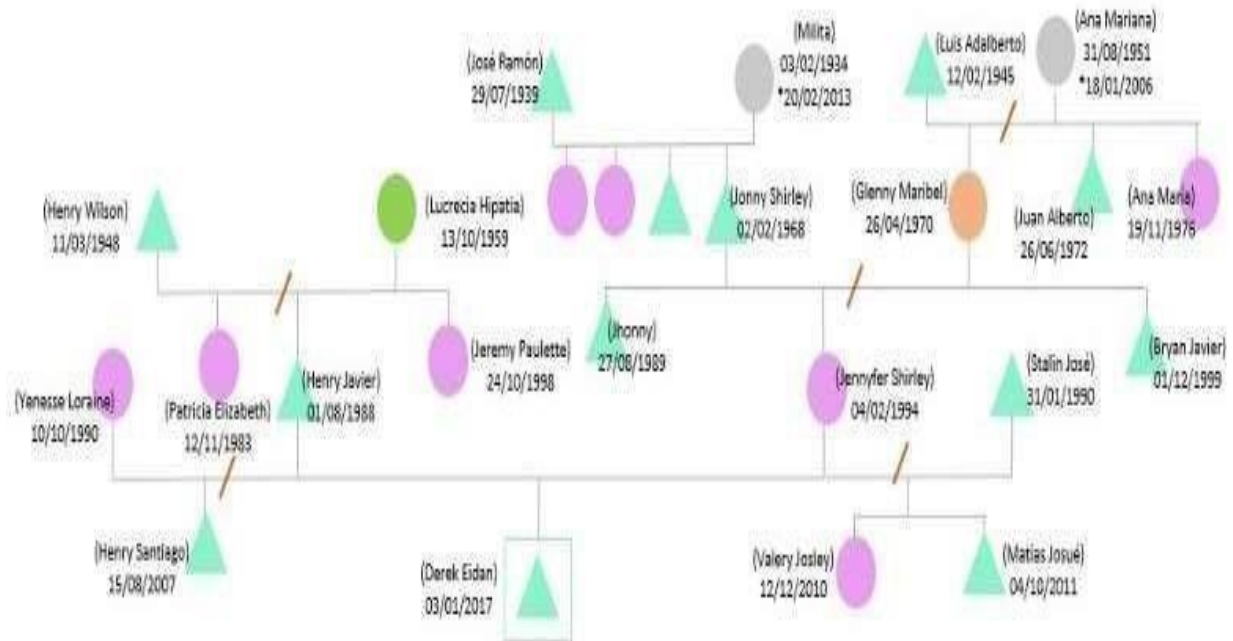 (José Ramón)
29/07/1939
(Milita)
03/02/1934
*20/02/2013
(Luis Adalberto)
12/02/1945
(Ana Mariana)
31/08/1951
*18/01/2006
(Henry Wilson)
11/03/1948
(Lucrecia Hipatia)
13/10/1959
(Jonny Shirley)
02/02/1968
(Glenny Maribel)
26/04/1970
(Juan Alberto)
26/06/1972
(Ana Maria)
19/11/1976
(Yenesse Loraine)
10/10/1990
(Patricia Elizabeth)
12/11/1983
(Henry Javier)
01/08/1988
(Jeremy Paulette)
24/10/1998
(Jhonny)
27/08/1989
(Jennyfer Shirley)
04/02/1994
(Stalin José)
31/01/1990
(Bryan Javier)
01/12/1999
(Henry Santiago)
15/08/2007
(Derek Eidan)
03/01/2017
(Valery Josley)
12/12/2010
(Matias Josué)
04/10/2011